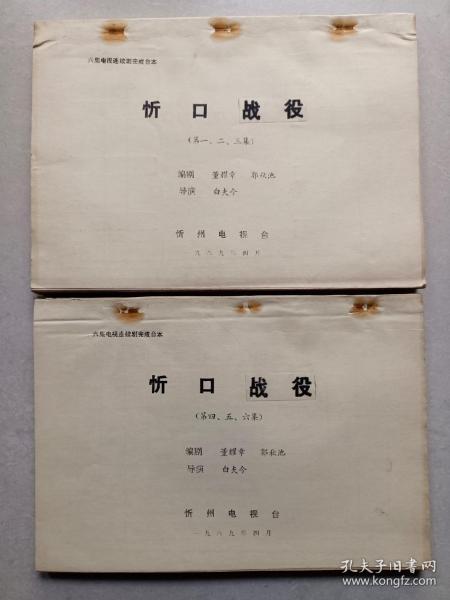 六集电视连续剧完成台本
忻口战役
（第一、二、三集）
编剧 董耀章 郭秋池
导演 白夫今
忻州电视台
一九八九年四月
六集电视连续剧完成台本
忻口战役
（第四、五、六集）
编剧 董耀章 郭秋池
导演 白夫今
忻州电视台
一九八九年四月
孔夫子旧书网
www.kongfz.com